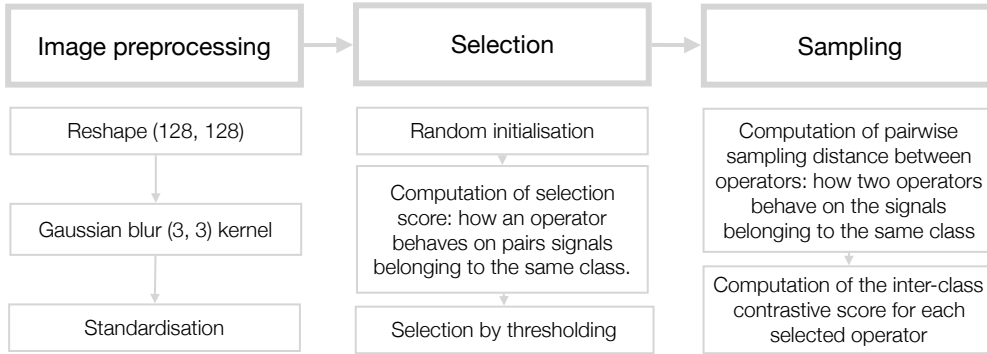 Image preprocessing
Selection
Sampling
Reshape (128, 128)
Gaussian blur (3, 3) kernel
Standardisation
Random initialisation
Computation of selection
score: how an operator
behaves on pairs signals
belonging to the same class.
Selection by thresholding
Computation of pairwise
sampling distance between
operators: how two operators
behave on the signals
belonging to the same class
Computation of the inter-class
contrastive score for each
selected operator